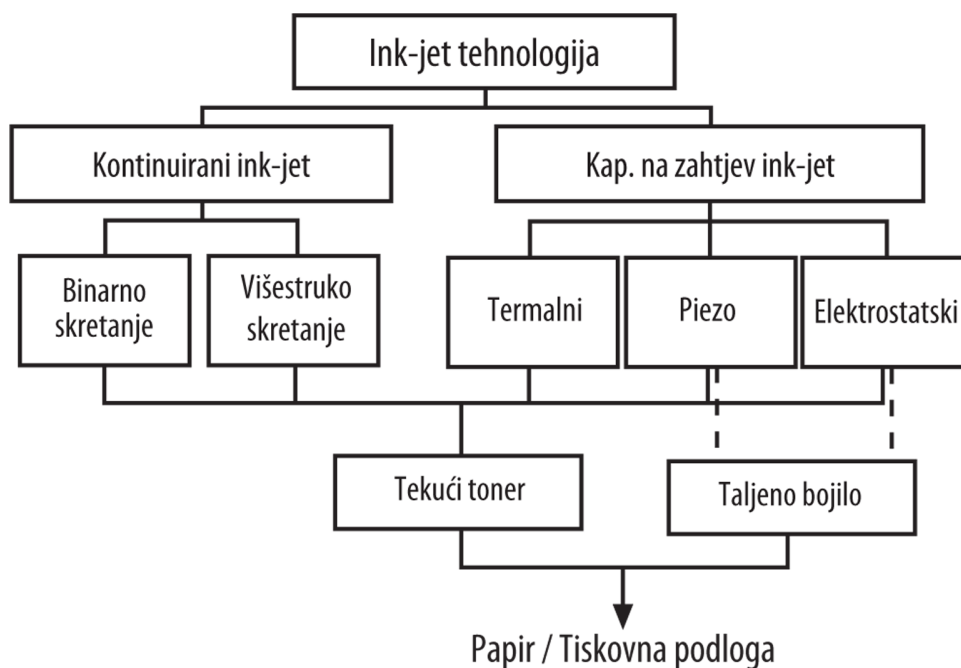 Ink-jet tehnologija
Kontinuirani ink-jet
Kap. na zahtjev ink-jet
Binarno
skretanje
Višestruko
skretanje
Termalni
Piezo
Elektrostatski
Tekući toner
Taljeno bojilo
Papir / Tiskovna podloga